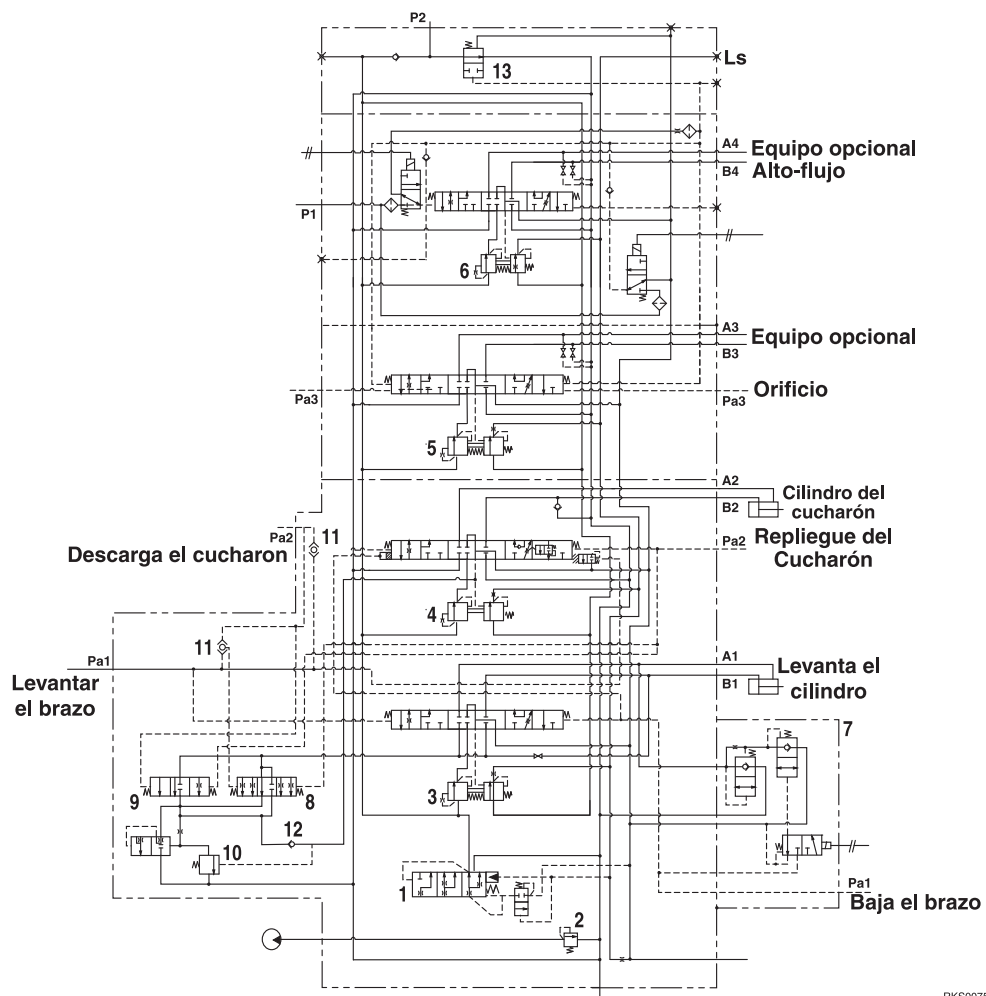 P2
13
Ls
A4
Equipo opcional
B4
Alto-flujo
P1
6
A3
Equipo opcional
B3
Pa3
Orificio
Pa3
5
A2
Cilindro del
cucharón
B2
Pa2
11
Descarga el cucharon
Pa2
Repliegue del
Cucharón
4
11
Pa1
Levantar
el brazo
A1
Levanta el
cilindro
B1
7
9
8
3
12
10
1
Pa1
Baja el brazo
2